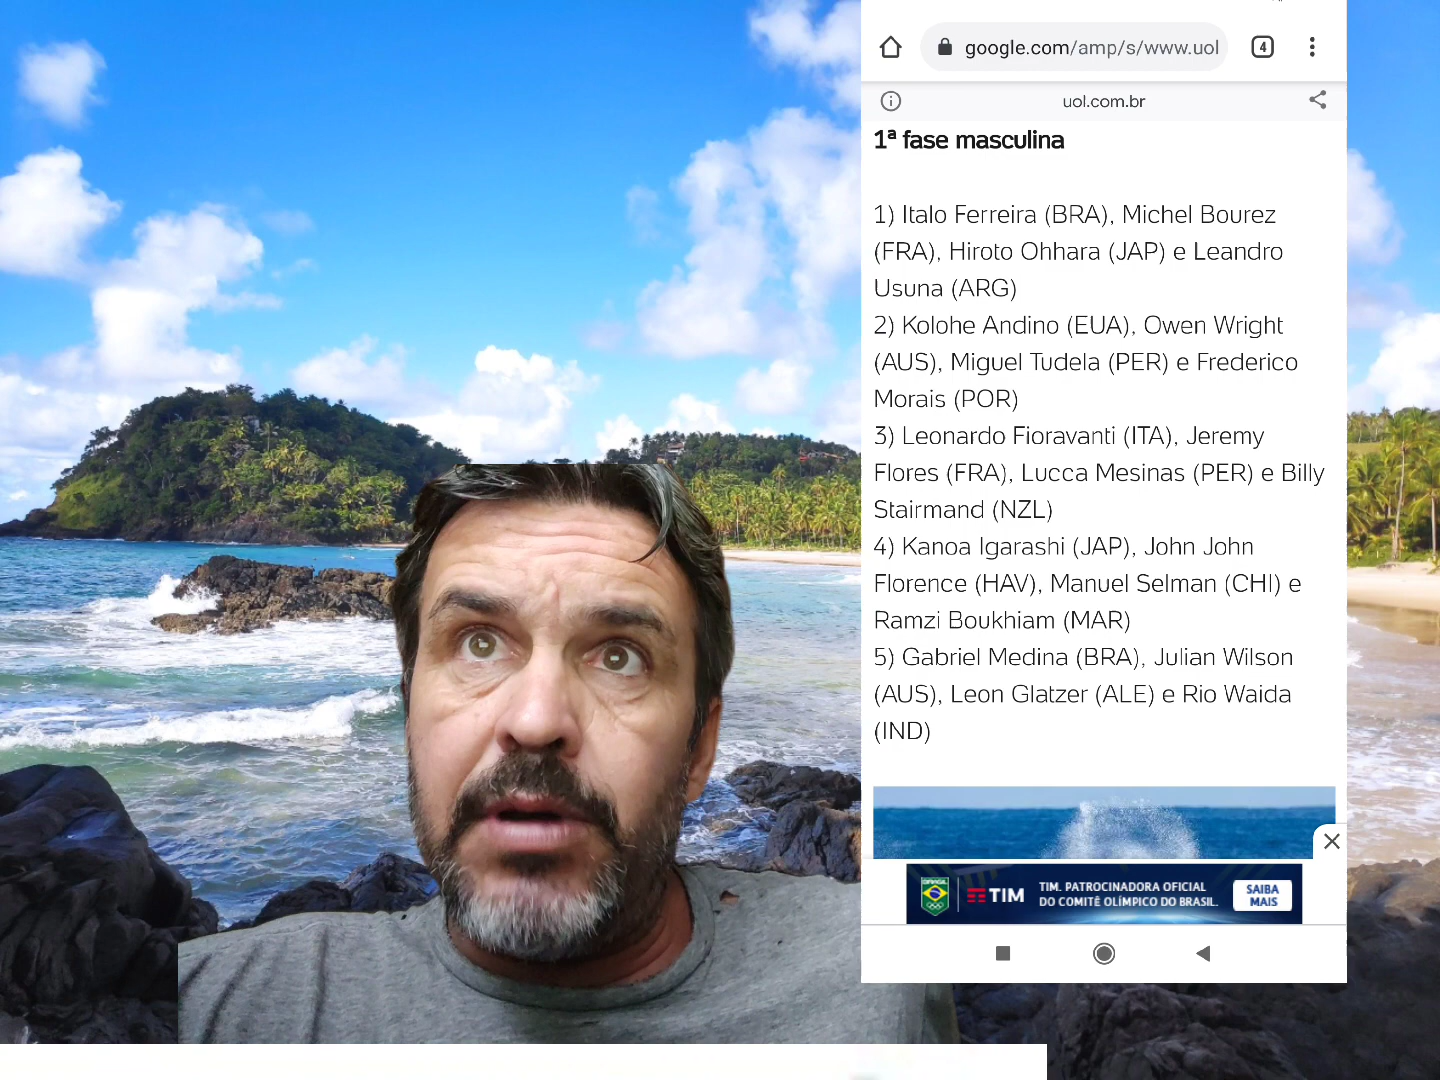 google.com/amp/s/www.uol
4
uol.com.br
1ª fase masculina
1) Italo Ferreira (BRA), Michel Bourez
(FRA), Hiroto Ohhara (JAP) e Leandro
Usuna (ARG)
2) Kolohe Andino (EUA), Owen Wright
(AUS), Miguel Tudela (PER) e Frederico
Morais (POR)
3) Leonardo Fioravanti (ITA), Jeremy
Flores (FRA), Lucca Mesinas (PER) e Billy
Stairmand (NZL)
4) Kanoa Igarashi (JAP), John John
Florence (HAV), Manuel Selman (CHI) e
Ramzi Boukhiam (MAR)
5) Gabriel Medina (BRA), Julian Wilson
(AUS), Leon Glatzer (ALE) e Rio Waida
(IND)
BRASIL
TIM
TIM. PATROCINADORA OFICIAL
DO COMITÊ OLÍMPICO DO BRASIL.
SAIBA
MAIS